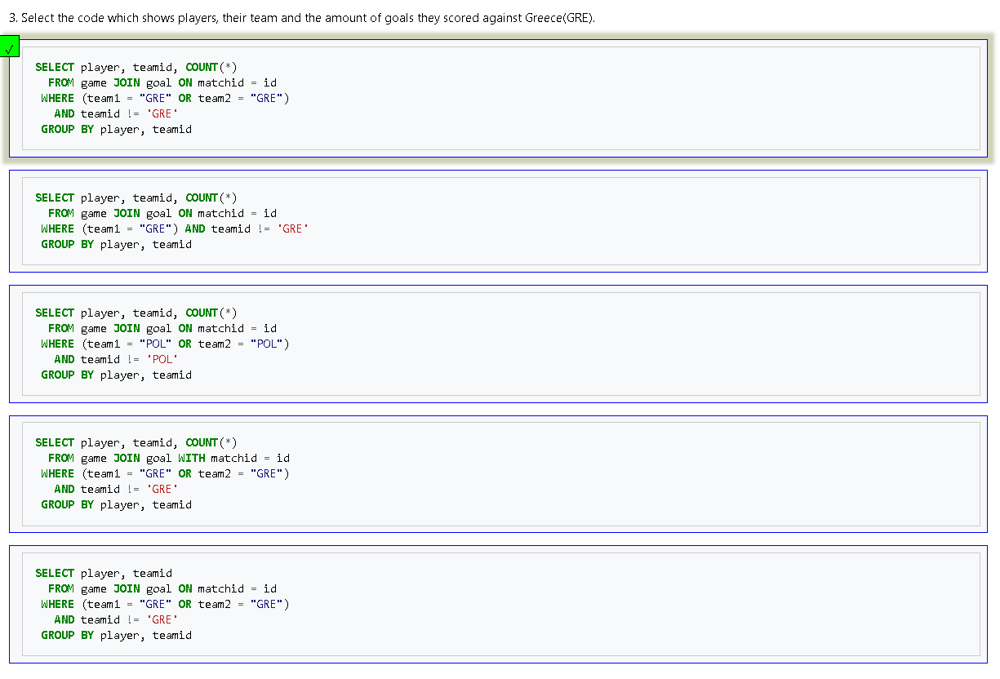 3. Select the code which shows players, their team and the amount of goals they scored against Greece(GRE).
✓
SELECT player, teamid, COUNT(*)
  FROM game JOIN goal ON matchid = id
 WHERE (team1 = "GRE" OR team2 = "GRE")
   AND teamid != 'GRE'
 GROUP BY player, teamid
SELECT player, teamid, COUNT(*)
  FROM game JOIN goal ON matchid = id
 WHERE (team1 = "GRE") AND teamid != 'GRE'
 GROUP BY player, teamid
SELECT player, teamid, COUNT(*)
  FROM game JOIN goal ON matchid = id
 WHERE (team1 = "POL" OR team2 = "POL")
   AND teamid != 'POL'
 GROUP BY player, teamid
SELECT player, teamid, COUNT(*)
  FROM game JOIN goal WITH matchid = id
 WHERE (team1 = "GRE" OR team2 = "GRE")
   AND teamid != 'GRE'
 GROUP BY player, teamid
SELECT player, teamid
  FROM game JOIN goal ON matchid = id
 WHERE (team1 = "GRE" OR team2 = "GRE")
   AND teamid != 'GRE'
 GROUP BY player, teamid